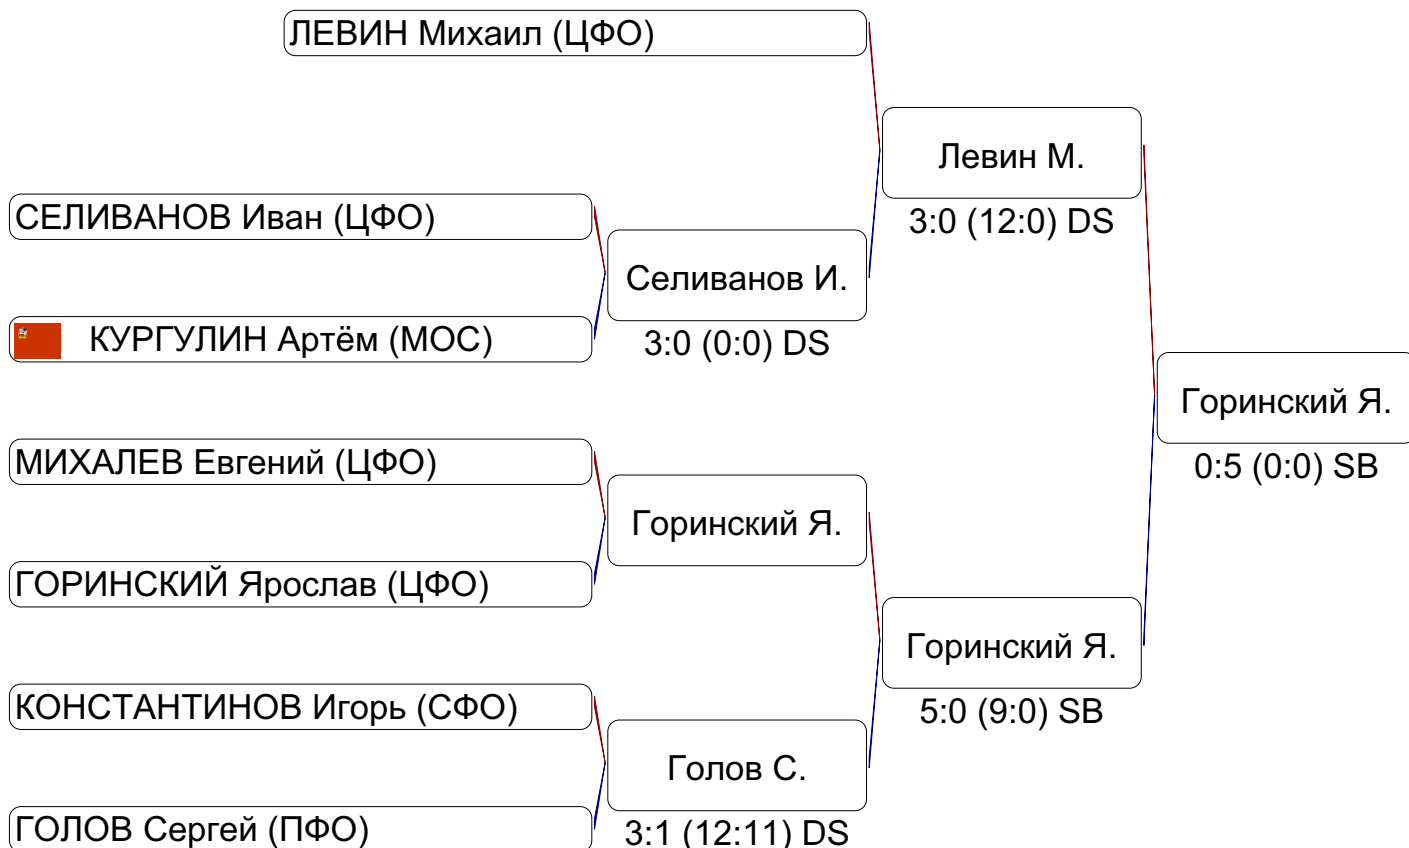 ЛЕВИН Михаил (ЦФО)
Левин М.
3:0 (12:0) DS
СЕЛИВАНОВ Иван (ЦФО)
Селиванов И.
3:0 (0:0) DS
КУРГУЛИН Артём (МОС)
Горинский Я.
0:5 (0:0) SB
МИХАЛЕВ Евгений (ЦФО)
Горинский Я.
ГОРИНСКИЙ Ярослав (ЦФО)
Горинский Я.
5:0 (9:0) SB
КОНСТАНТИНОВ Игорь (СФО)
Голов С.
3:1 (12:11) DS
ГОЛОВ Сергей (ПФО)